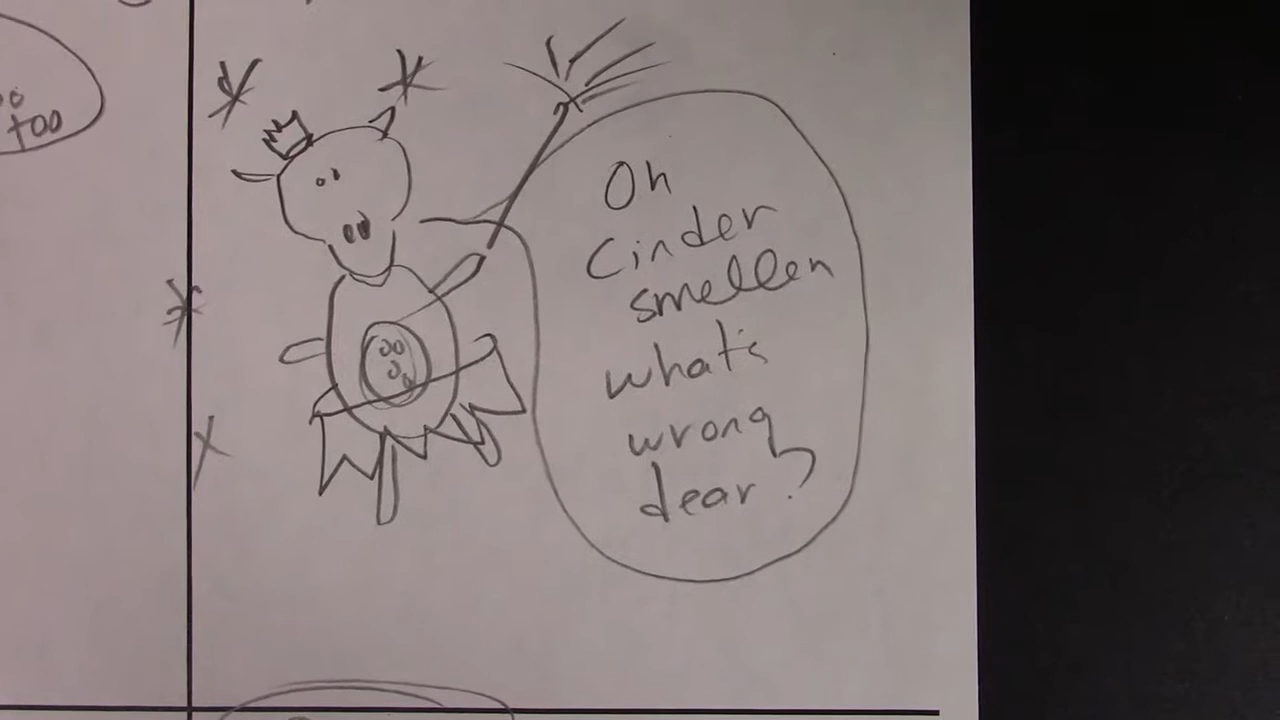 too
Oh
Cinder
smellen
what's
wrong
dear?